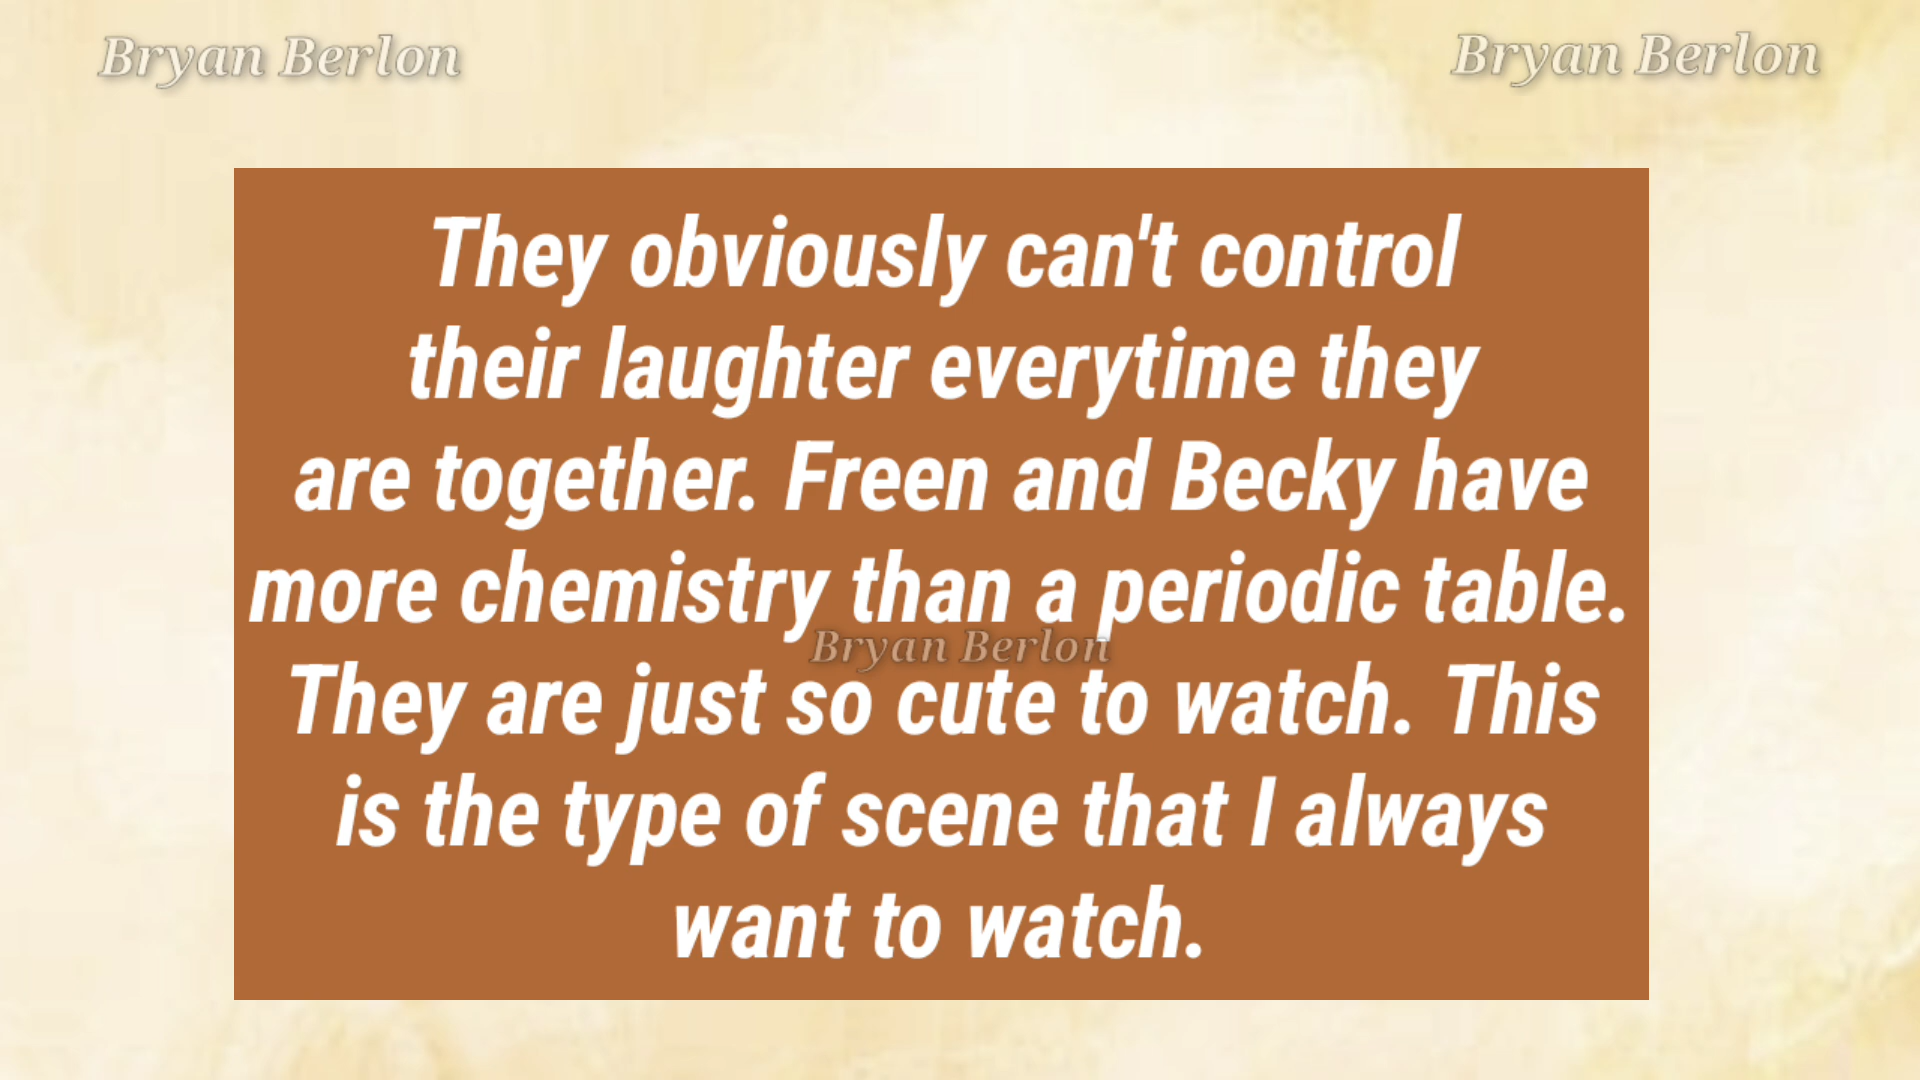 Bryan Berlon
Bryan Berlon
They obviously can't control
their laughter everytime they
are together. Freen and Becky have
more chemistry than a periodic table.
Bryan Berlon
They are just so cute to watch. This
is the type of scene that I always
want to watch.